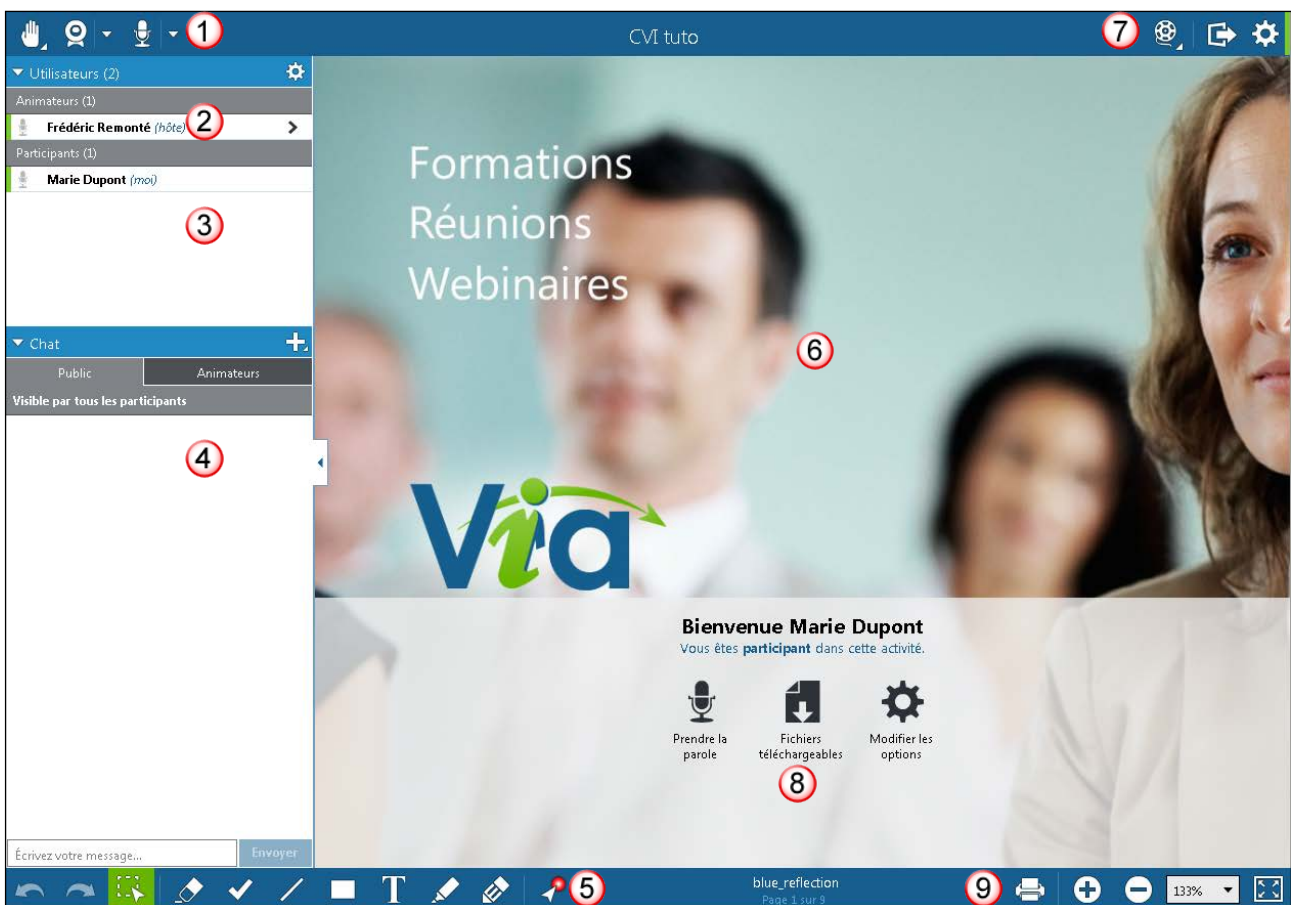 1
CVI tuto
7
Utilisateurs (2)
Animateurs (1)
Frédéric Remonté (hôte)
2
Participants (1)
Marie Dupont (moi)
3
Formations
Réunions
Webinaires
6
Chat
Public
Animateurs
Visible par tous les participants
4
Via
Bienvenue Marie Dupont
Vous êtes participant dans cette activité.
Prendre la
parole
Fichiers
téléchargeables
Modifier les
options
8
Écrivez votre message...
Envoyer
T
5
blue_reflection
Page 1 sur 9
9
133%